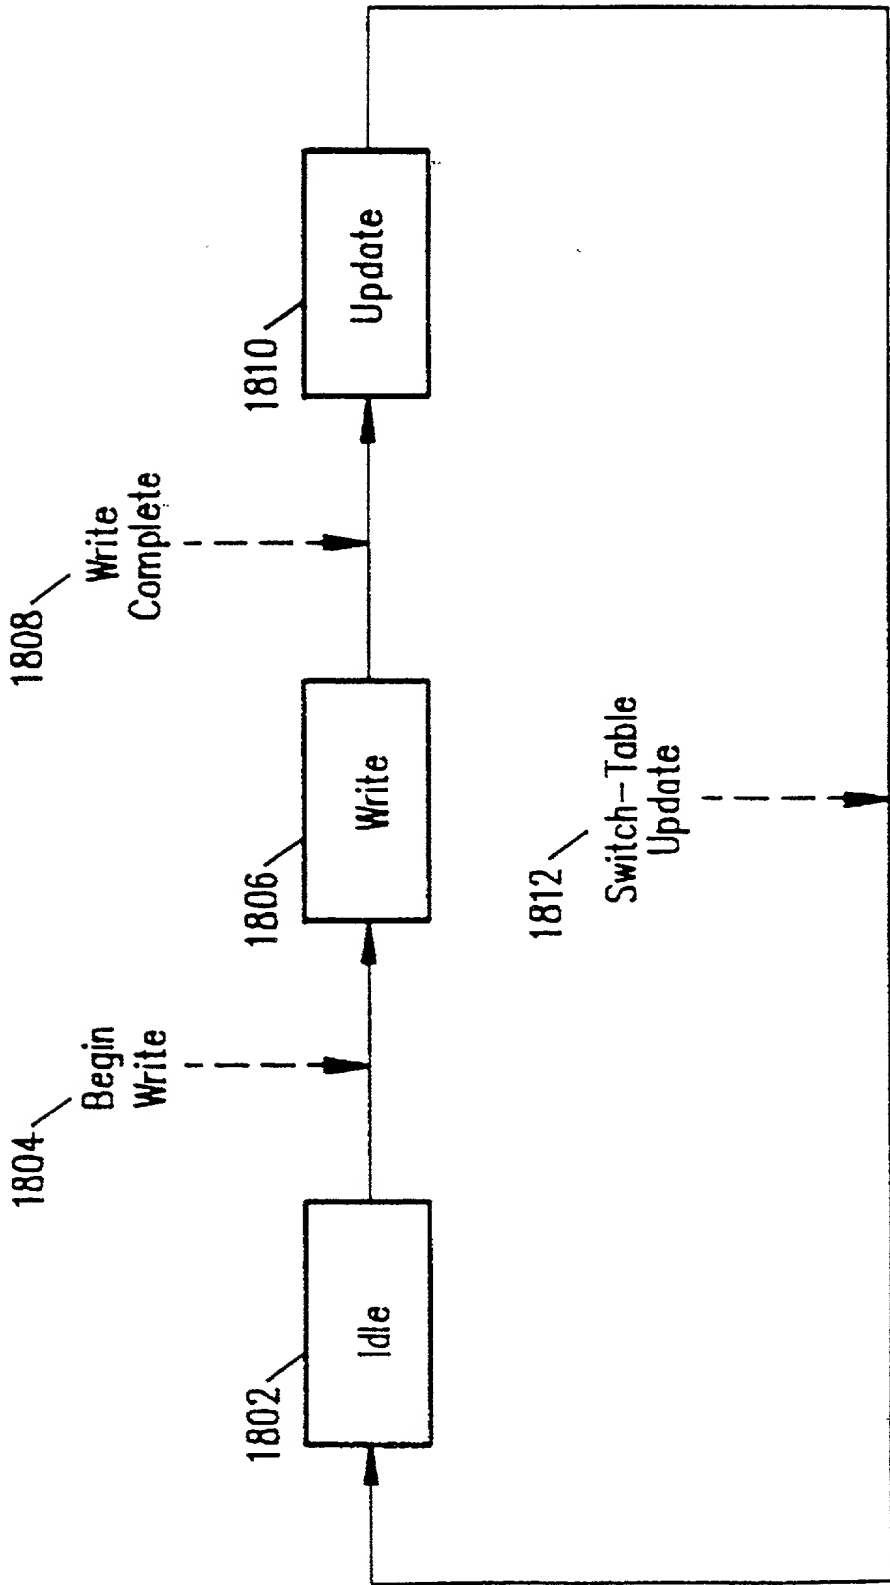 1804
Begin
Write
1808
Write
Complete
1802
Idle
1806
Write
1810
Update
1812
Switch-Table
Update